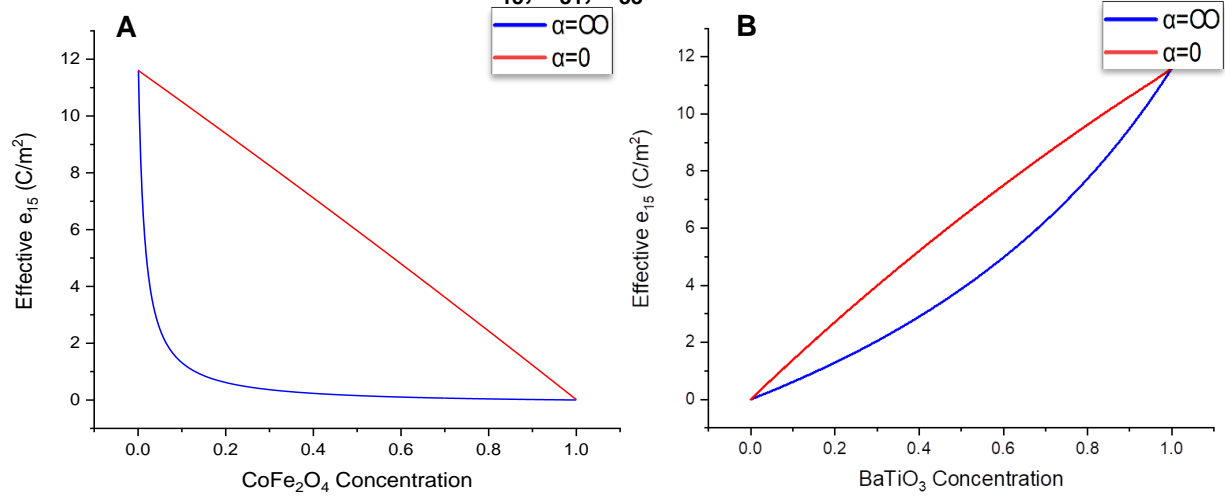 A
α=∞
α=0
12
10
8
6
4
2
0
Effective e₁₅ (C/m²)
0.0 0.2 0.4 0.6 0.8 1.0
CoFe₂O₄ Concentration
B
α=∞
α=0
12
10
8
6
4
2
0
Effective e₁₅ (C/m²)
0.0 0.2 0.4 0.6 0.8 1.0
BaTiO₃ Concentration